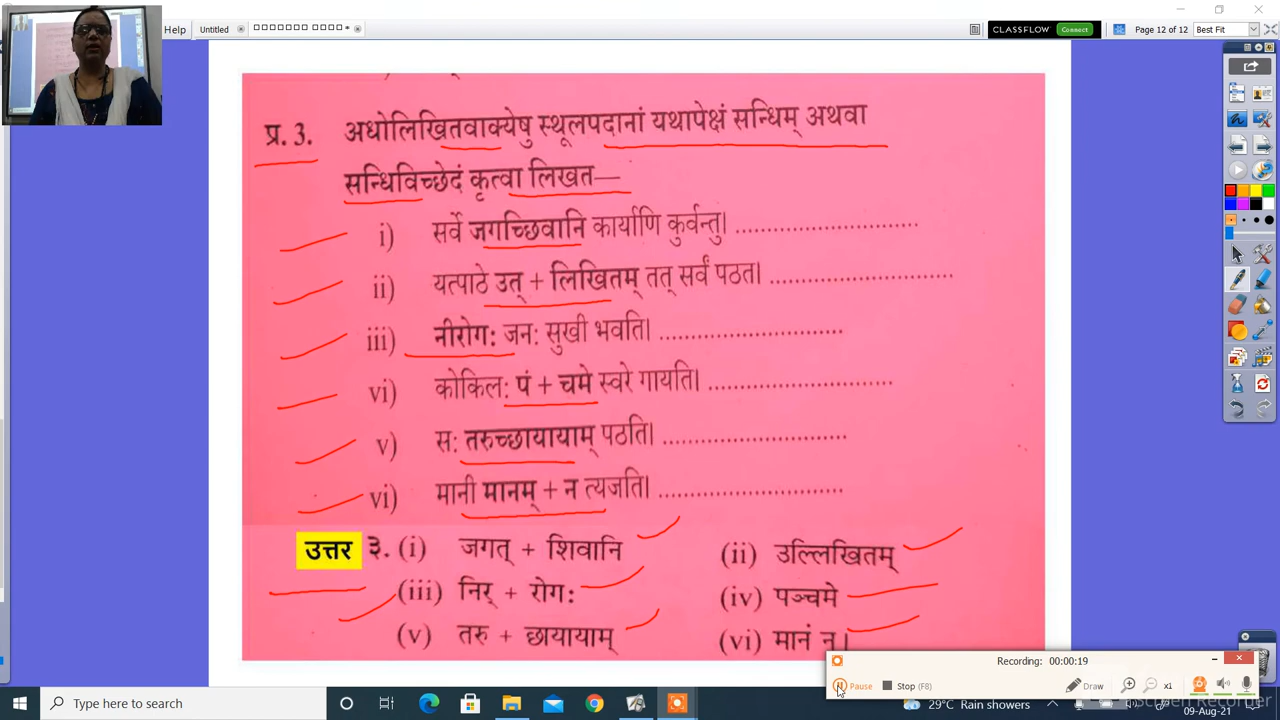 Help
Untitled
CLASSFLOW Connect
Page 12 of 12
Best Fit
प्र. 3. अधोलिखितवाक्येषु स्थूलपदानां यथापेक्षं सन्धिम् अथवा
सन्धिविच्छेदं कृत्वा लिखत—
i) सर्वे जगच्छिवानि कार्याणि कुर्वन्तु। ................................
ii) यत्पाठे उत् + लिखितम् तत् सर्वं पठत। ................................
iii) नीरोग: जन: सुखी भवति। ................................
vi) कोकिल: पं + चमे स्वरे गायति। ................................
v) स: तरुच्छायायाम् पठति। ................................
vi) मानी मानम् + न त्यजति। ................................
उत्तर ३. (i) जगत् + शिवानि (ii) उल्लिखितम्
(iii) निर् + रोग: (iv) पञ्चमे
(v) तरु + छायायाम् (vi) मानं न।
Recording: 00:00:19
Pause Stop (F8) Draw x1
Type here to search
29°C Rain showers
09-Aug-21